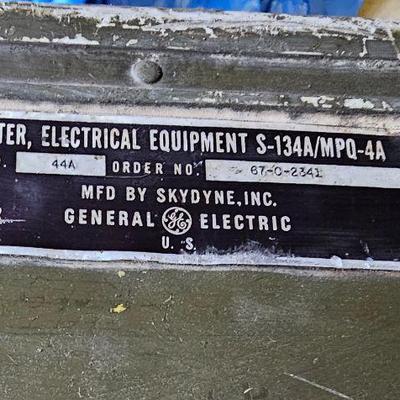 TER, ELECTRICAL EQUIPMENT S-134A/MPQ-4A
44A ORDER NO. 67-C-2341
MFD BY SKYDYNE, INC.
GENERAL GE ELECTRIC
U. S.